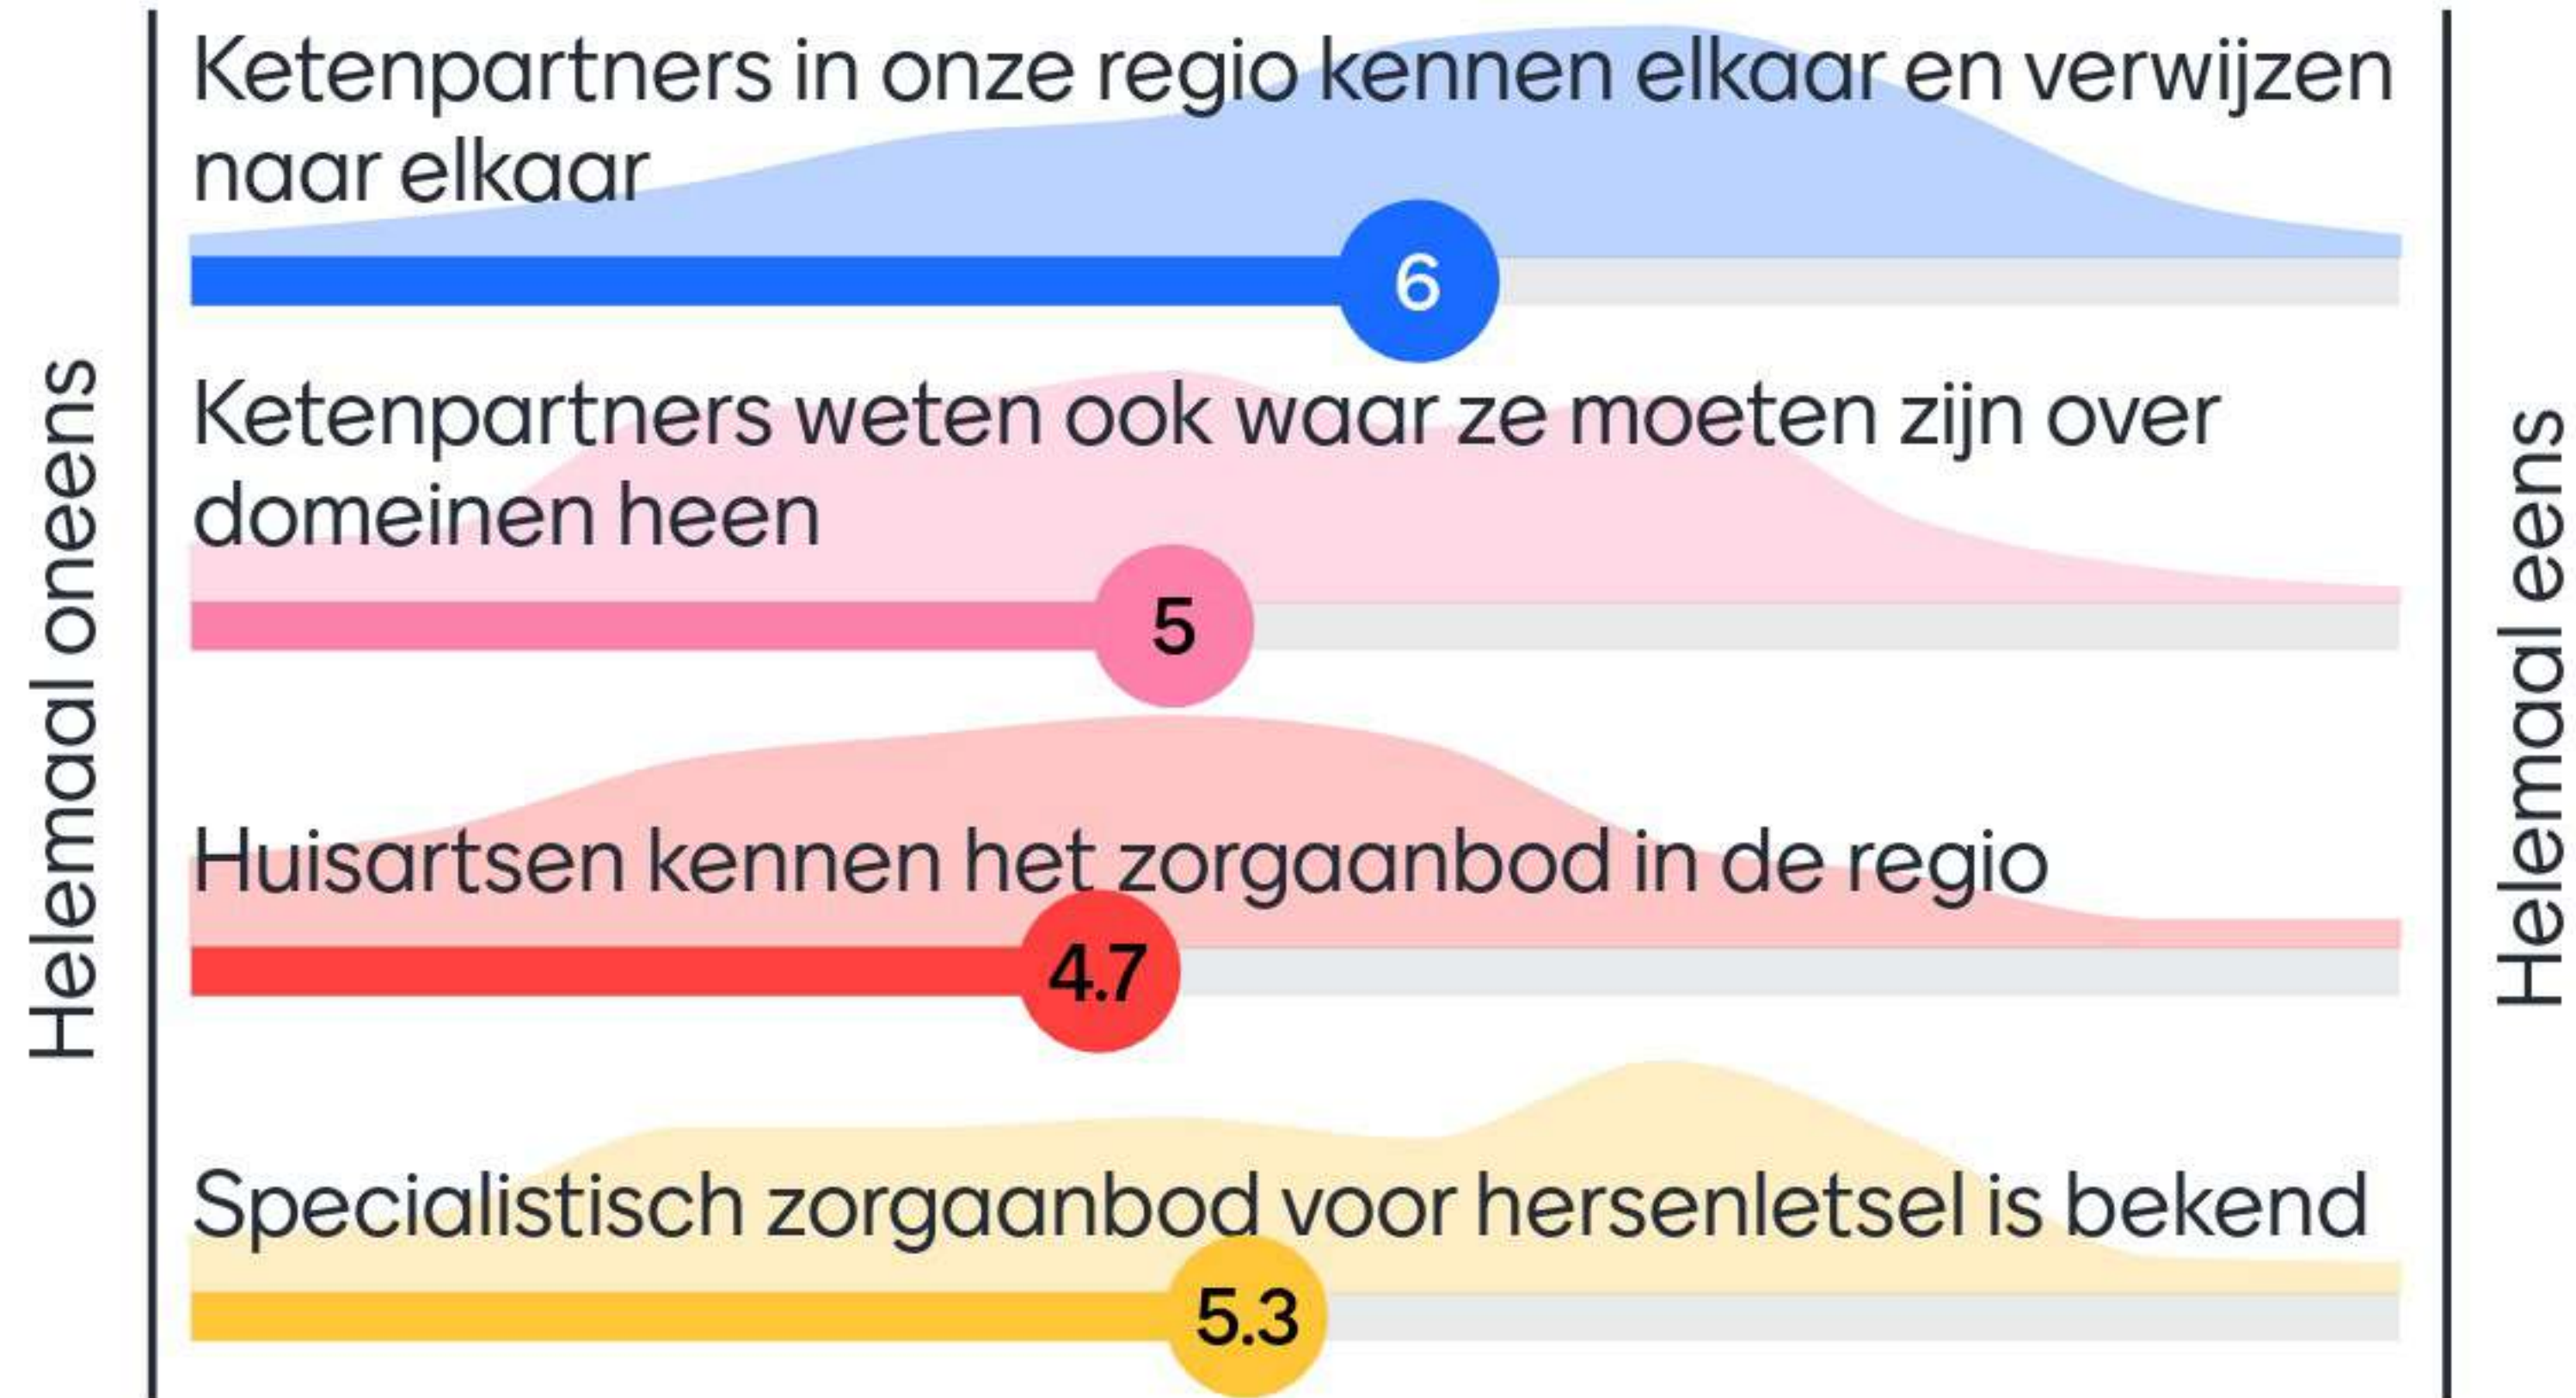 Helemaal oneens
Ketenpartners in onze regio kennen elkaar en verwijzen
naar elkaar
6
Ketenpartners weten ook waar ze moeten zijn over
domeinen heen
5
Huisartsen kennen het zorgaanbod in de regio
4.7
Specialistisch zorgaanbod voor hersenletsel is bekend
5.3
Helemaal eens